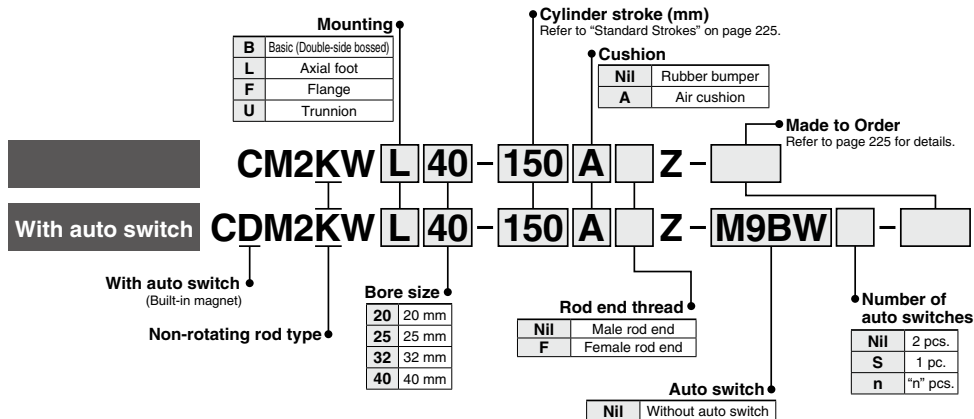 Mounting
B Basic (Double-side bossed)
L Axial foot
F Flange
U Trunnion
Cylinder stroke (mm)
Refer to “Standard Strokes” on page 225.
Cushion
Nil Rubber bumper
A Air cushion
Made to Order
Refer to page 225 for details.
CM2KW L 40 – 150 A Z –
With auto switch CDM2KW L 40 – 150 A Z – M9BW –
With auto switch
(Built-in magnet)
Non-rotating rod type
Bore size
20 20 mm
25 25 mm
32 32 mm
40 40 mm
Rod end thread
Nil Male rod end
F Female rod end
Number of
auto switches
Nil 2 pcs.
S 1 pc.
n “n” pcs.
Auto switch
Nil Without auto switch